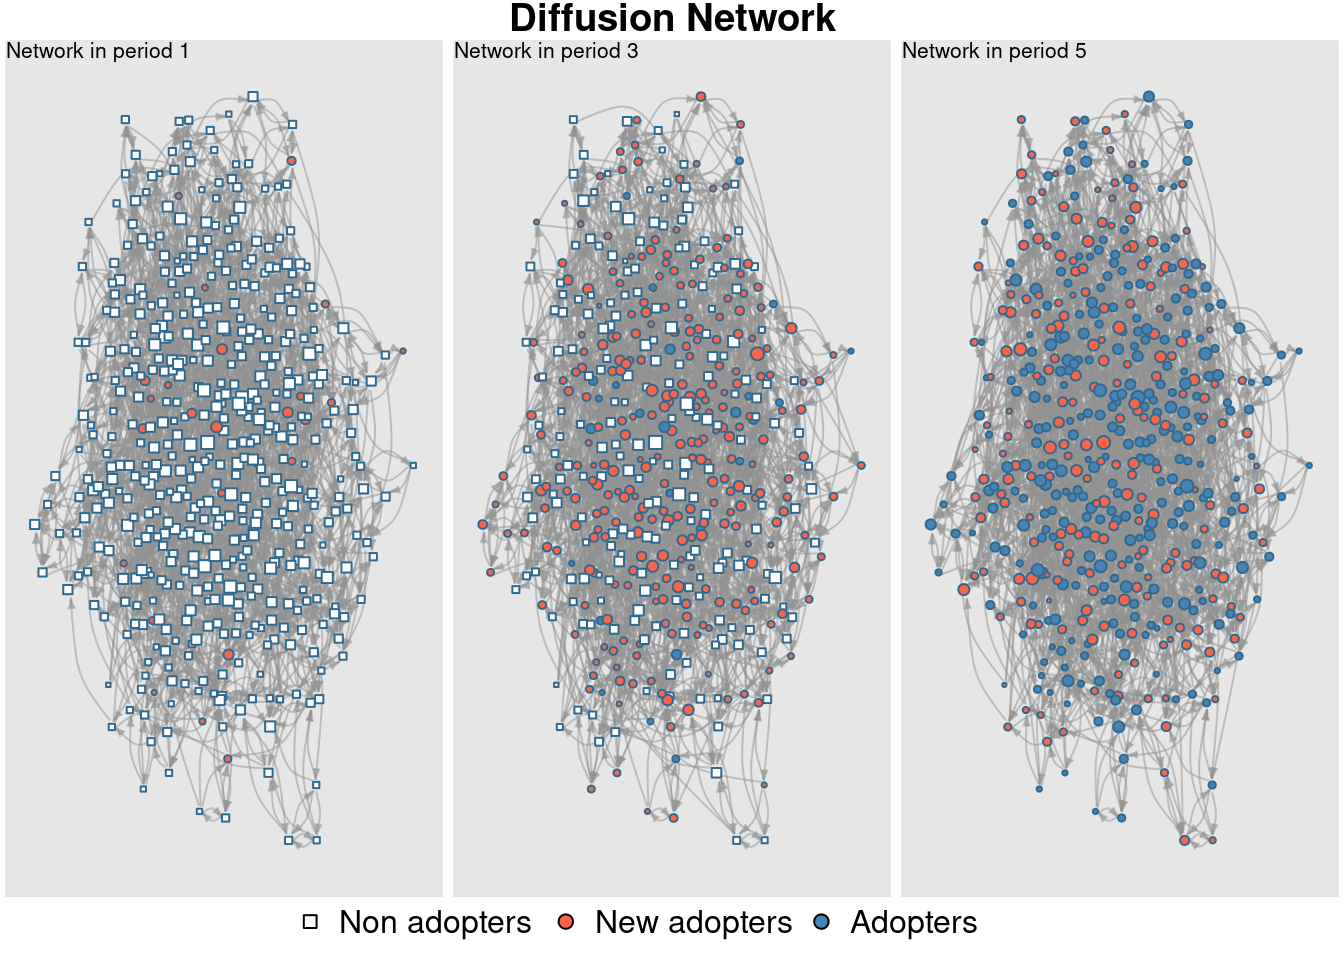 Diffusion Network
Network in period 1
Network in period 3
Network in period 5
Non adopters
New adopters
Adopters